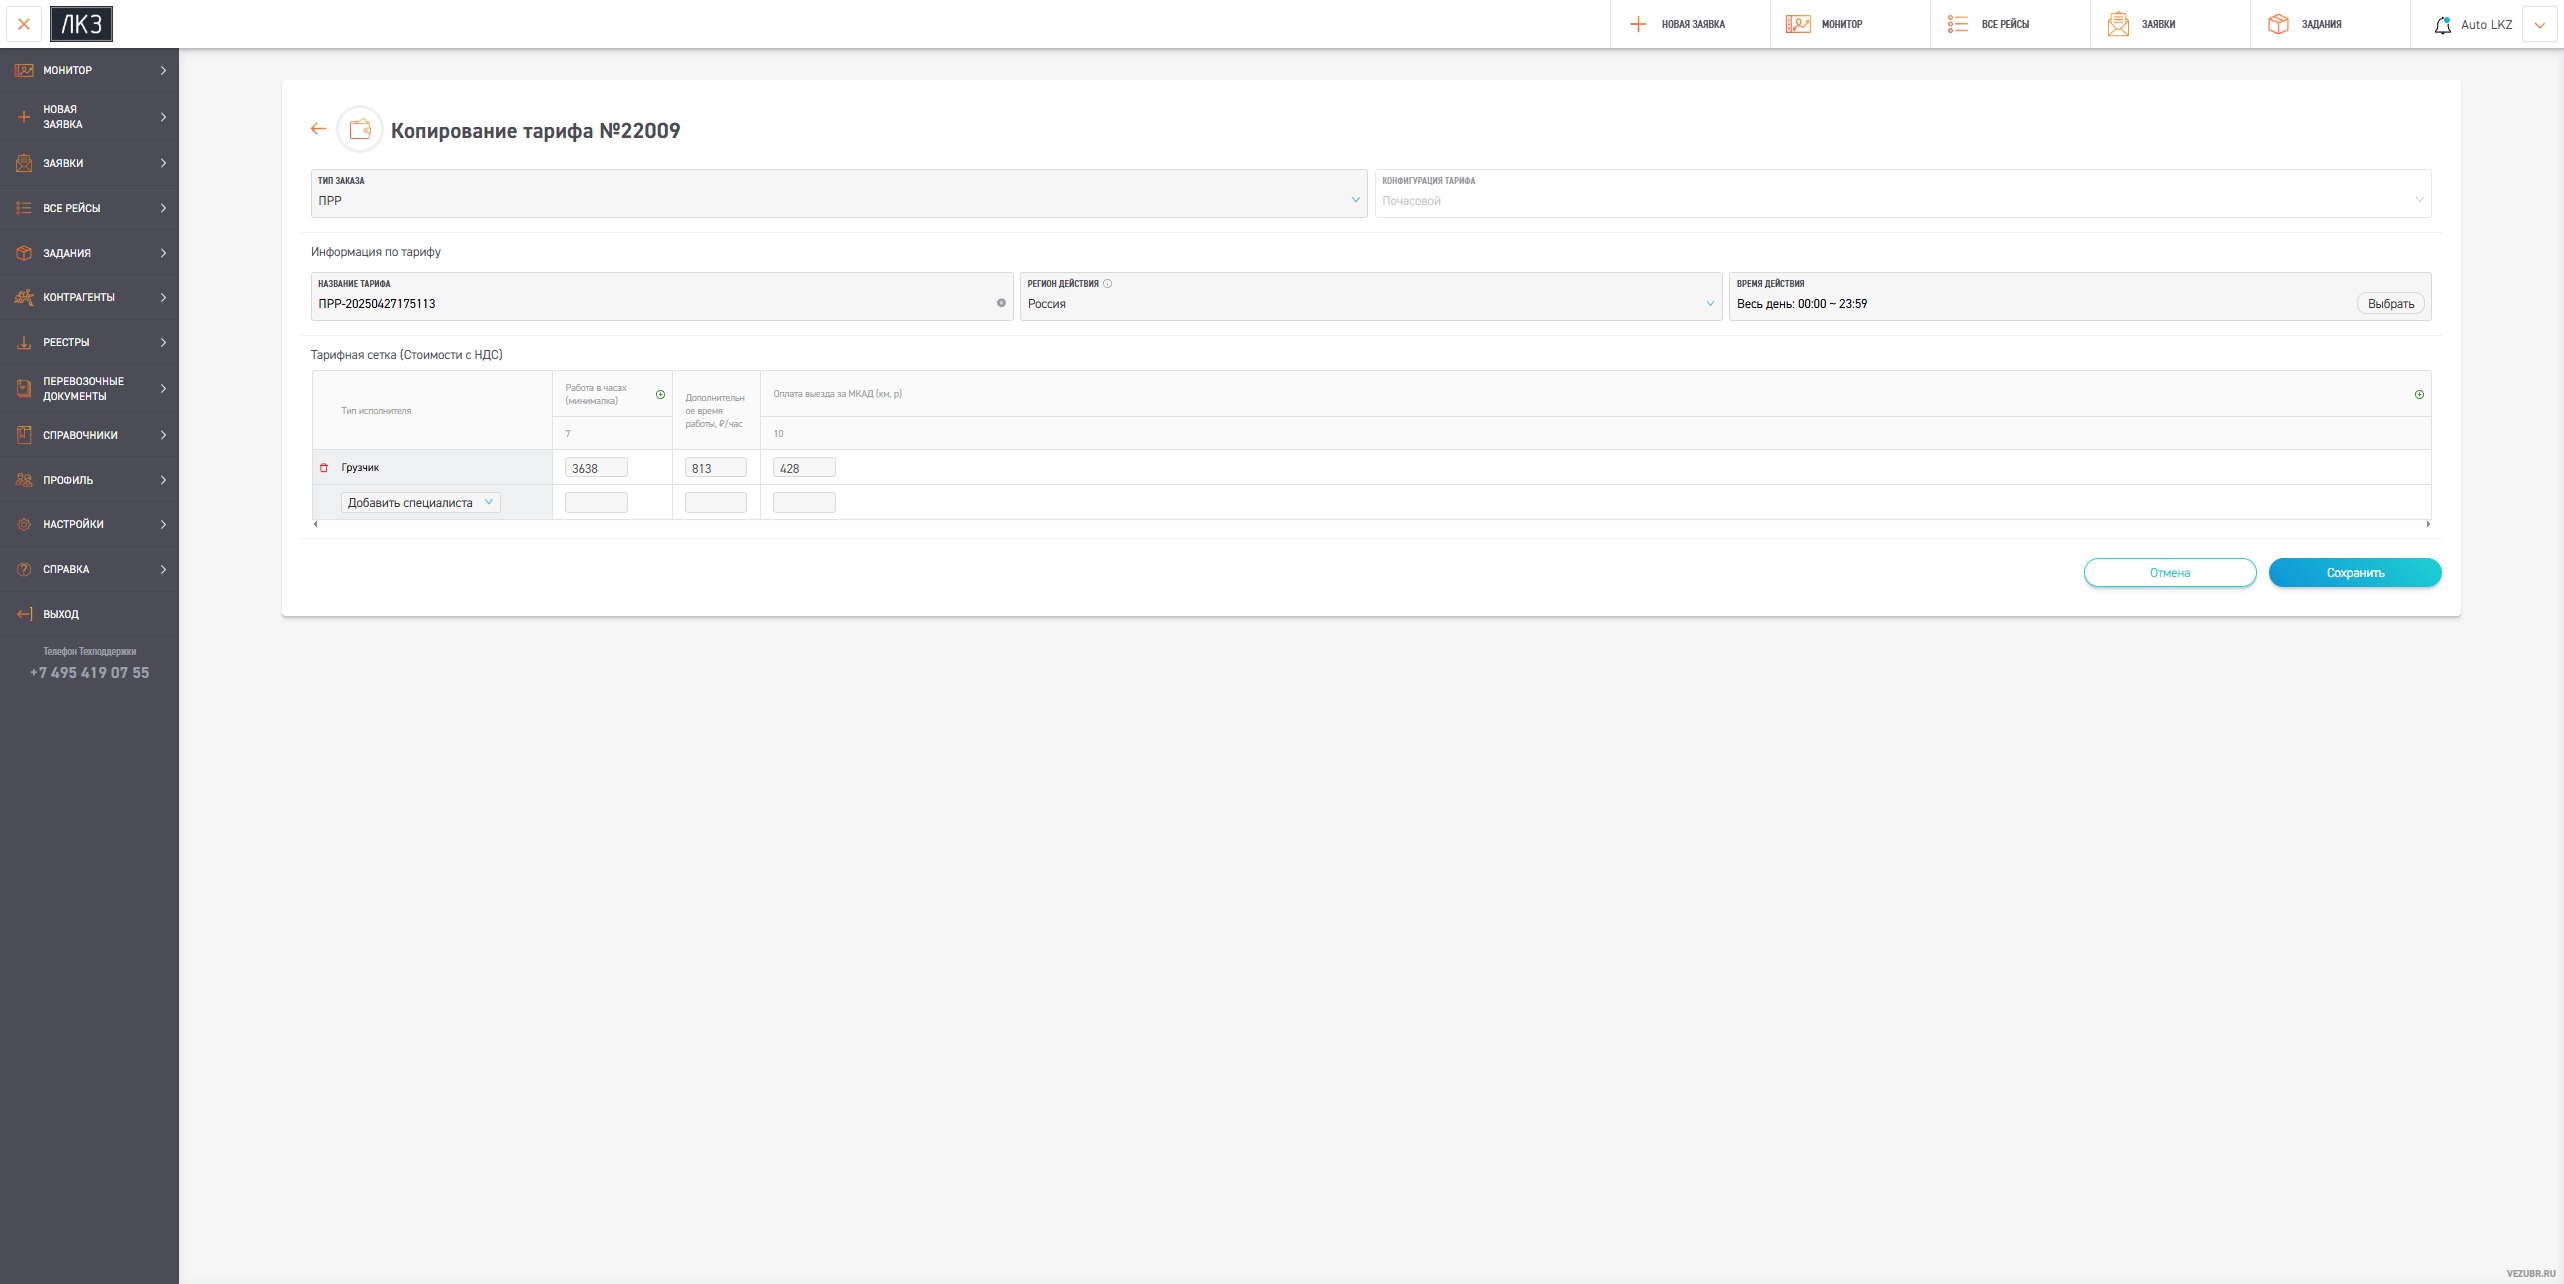 ЛКЗ
НОВАЯ ЗАЯВКА
МОНИТОР
ВСЕ РЕЙСЫ
ЗАЯВКИ
ЗАДАНИЯ
Auto LKZ
МОНИТОР
НОВАЯ
ЗАЯВКА
ЗАЯВКИ
ВСЕ РЕЙСЫ
ЗАДАНИЯ
КОНТРАГЕНТЫ
РЕЕСТРЫ
ПЕРЕВОЗОЧНЫЕ
ДОКУМЕНТЫ
СПРАВОЧНИКИ
ПРОФИЛЬ
НАСТРОЙКИ
СПРАВКА
ВЫХОД
Телефон Техподдержки
+7 495 419 07 55
Копирование тарифа №22009
ТИП ЗАКАЗА
ПРР
КОНФИГУРАЦИЯ ТАРИФА
Почасовой
Информация по тарифу
НАЗВАНИЕ ТАРИФА
ПРР-20250427175113
РЕГИОН ДЕЙСТВИЯ
Россия
ВРЕМЯ ДЕЙСТВИЯ
Весь день: 00:00 ~ 23:59
Выбрать
Тарифная сетка (Стоимости с НДС)
Тип исполнителя
Работа в часах
(минималка)
7
Дополнительн
ое время
работы, ₽/час
Оплата выезда за МКАД (км, р)
10
Грузчик
3638
813
428
Добавить специалиста
Отмена
Сохранить
VEZUBR.RU